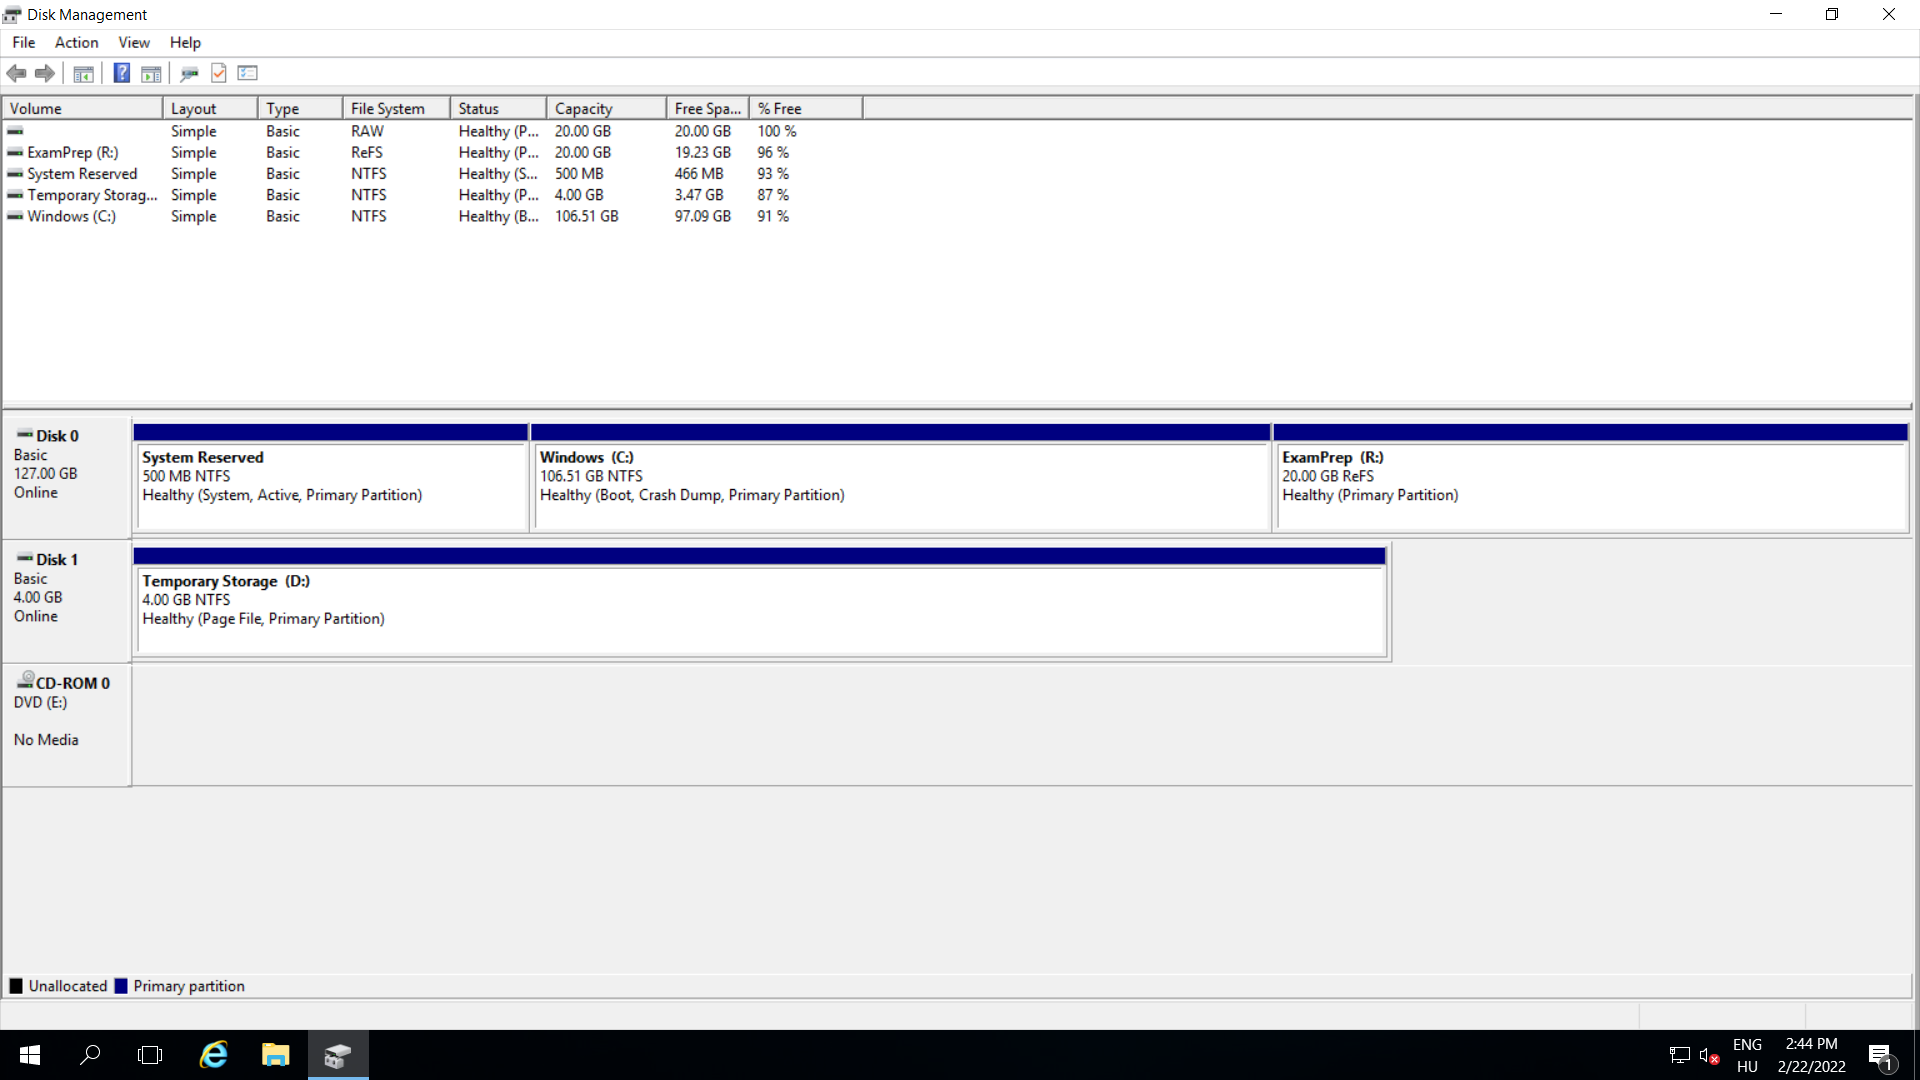 Disk Management
File Action View Help
Volume Layout Type File System Status Capacity Free Spa... % Free
Simple Basic RAW Healthy (P... 20.00 GB 20.00 GB 100 %
ExamPrep (R:) Simple Basic ReFS Healthy (P... 20.00 GB 19.23 GB 96 %
System Reserved Simple Basic NTFS Healthy (S... 500 MB 466 MB 93 %
Temporary Storag... Simple Basic NTFS Healthy (P... 4.00 GB 3.47 GB 87 %
Windows (C:) Simple Basic NTFS Healthy (B... 106.51 GB 97.09 GB 91 %
Disk 0
Basic
127.00 GB
Online
System Reserved
500 MB NTFS
Healthy (System, Active, Primary Partition)
Windows (C:)
106.51 GB NTFS
Healthy (Boot, Crash Dump, Primary Partition)
ExamPrep (R:)
20.00 GB ReFS
Healthy (Primary Partition)
Disk 1
Basic
4.00 GB
Online
Temporary Storage (D:)
4.00 GB NTFS
Healthy (Page File, Primary Partition)
CD-ROM 0
DVD (E:)
No Media
Unallocated Primary partition
ENG
HU
2:44 PM
2/22/2022
1